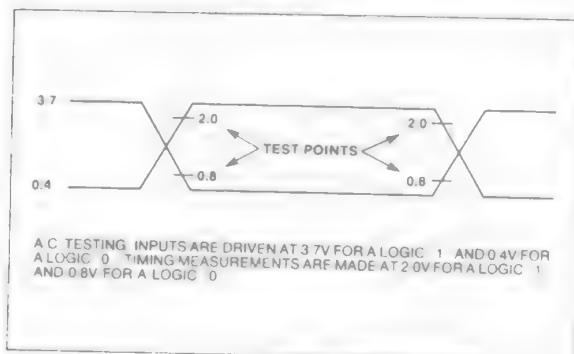 3.7
2.0
2.0
TEST POINTS
0.8
0.8
0.4
A C TESTING INPUTS ARE DRIVEN AT 3 7V FOR A LOGIC 1 AND 0 4V FOR
A LOGIC 0 TIMING MEASUREMENTS ARE MADE AT 2 0V FOR A LOGIC 1
AND 0 8V FOR A LOGIC 0